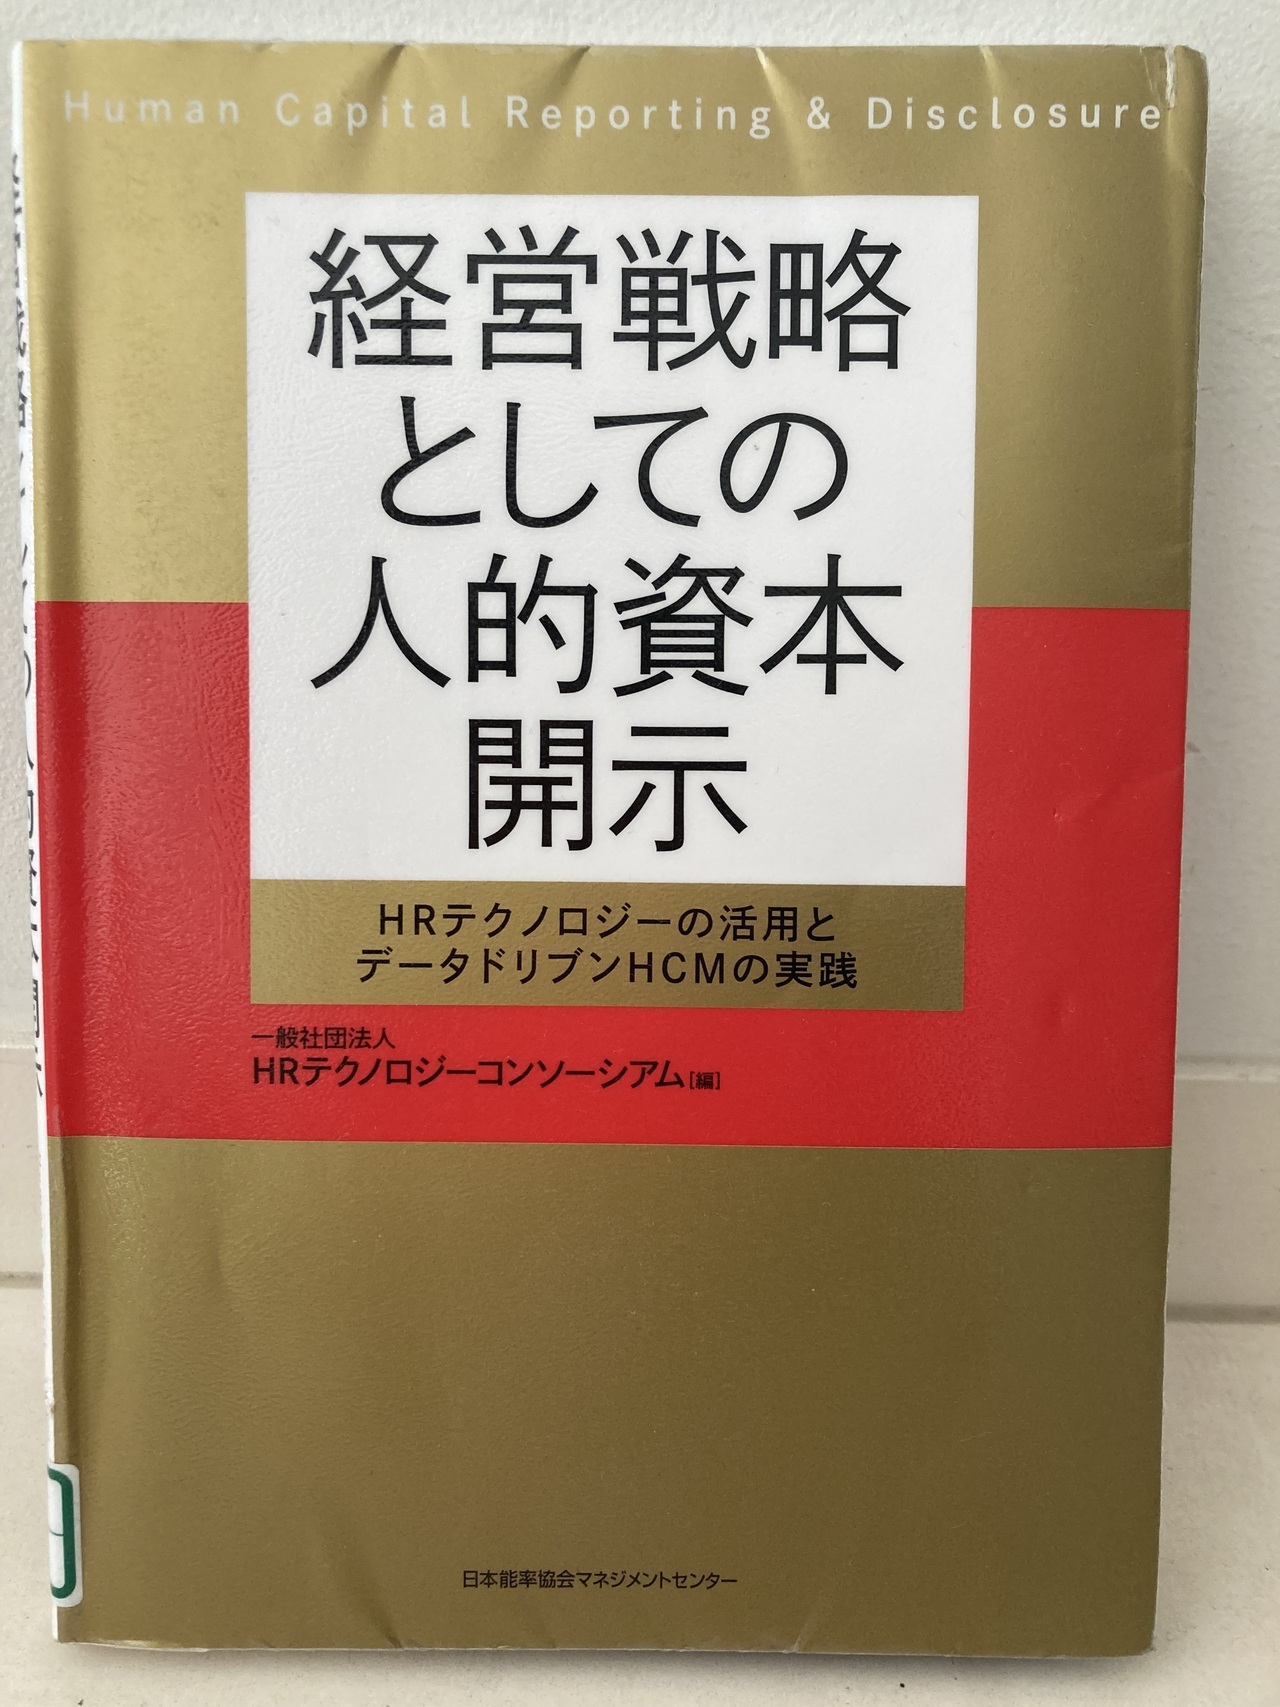 Human Capital Reporting & Disclosure
経営戦略
としての
人的資本
開示
HRテクノロジーの活用と
データドリブンHCMの実践
一般社団法人
HRテクノロジーコンソーシアム[編]
日本能率協会マネジメントセンター